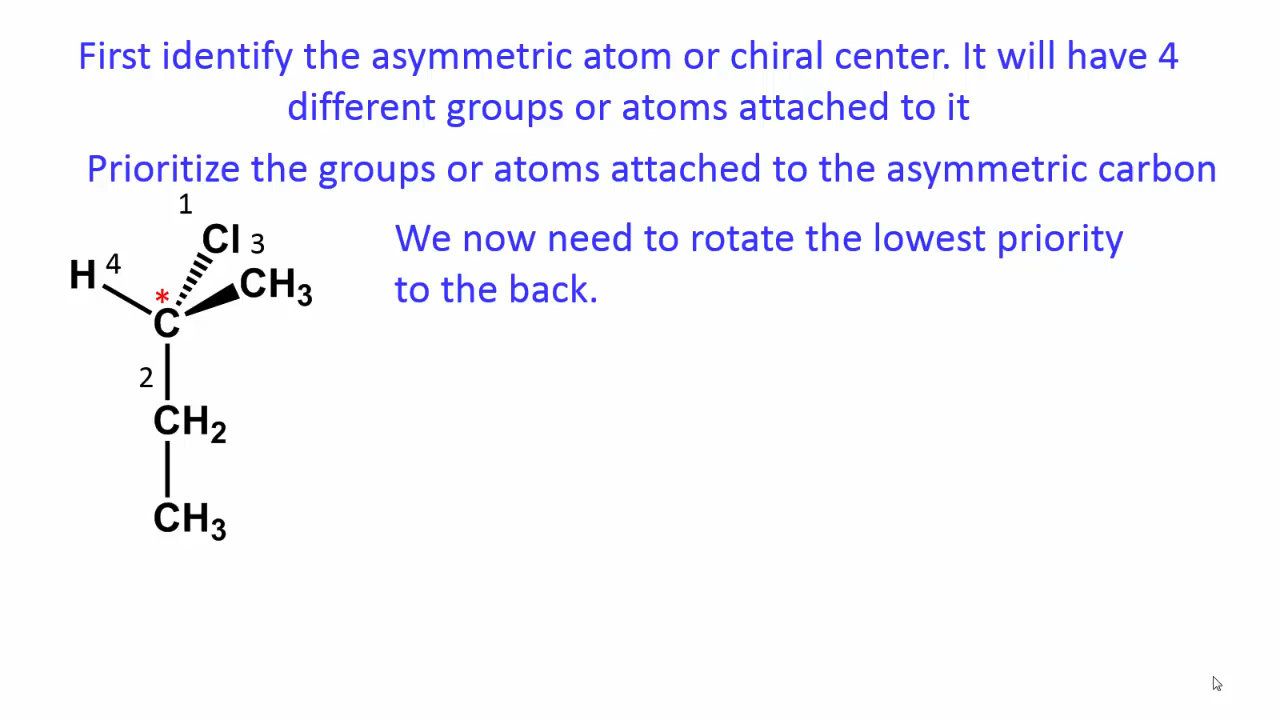 First identify the asymmetric atom or chiral center. It will have 4
different groups or atoms attached to it
Prioritize the groups or atoms attached to the asymmetric carbon
1
Cl 3
H 4
CH3
*
C
2
CH2
CH3
We now need to rotate the lowest priority
to the back.